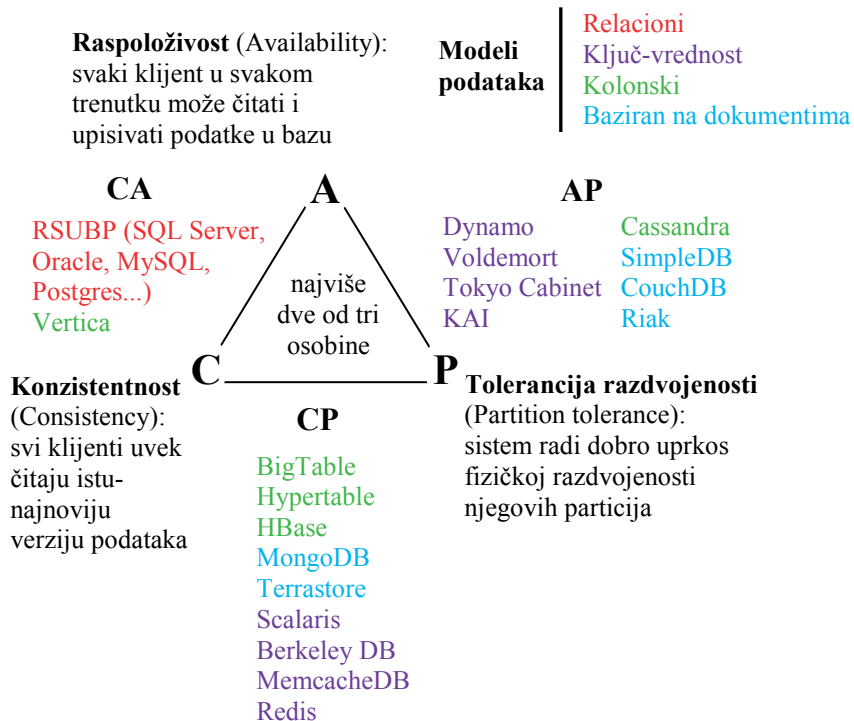 Raspoloživost (Availability):
svaki klijent u svakom
trenutku može čitati i
upisivati podatke u bazu
Modeli
podataka
Relacioni
Ključ-vrednost
Kolonski
Baziran na dokumentima
CA
RSUBP (SQL Server,
Oracle, MySQL,
Postgres...)
Vertica
A
AP
Dynamo
Voldemort
Tokyo Cabinet
KAI
Cassandra
SimpleDB
CouchDB
Riak
najviše
dve od tri
osobine
C
P
Konzistentnost
(Consistency):
svi klijenti uvek
čitaju istu-
najnoviju
verziju podataka
CP
BigTable
Hypertable
HBase
MongoDB
Terrastore
Scalaris
Berkeley DB
MemcacheDB
Redis
Tolerancija razdvojenosti
(Partition tolerance):
sistem radi dobro uprkos
fizičkoj razdvojenosti
njegovih particija